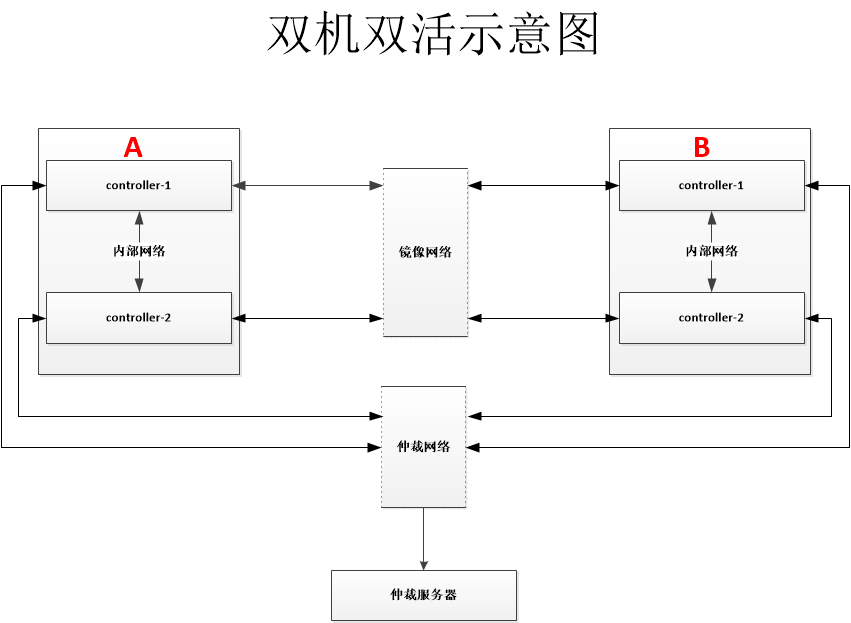 双机双活示意图
A
B
controller-1
controller-1
内部网络
镜像网络
内部网络
controller-2
controller-2
仲裁网络
仲裁服务器